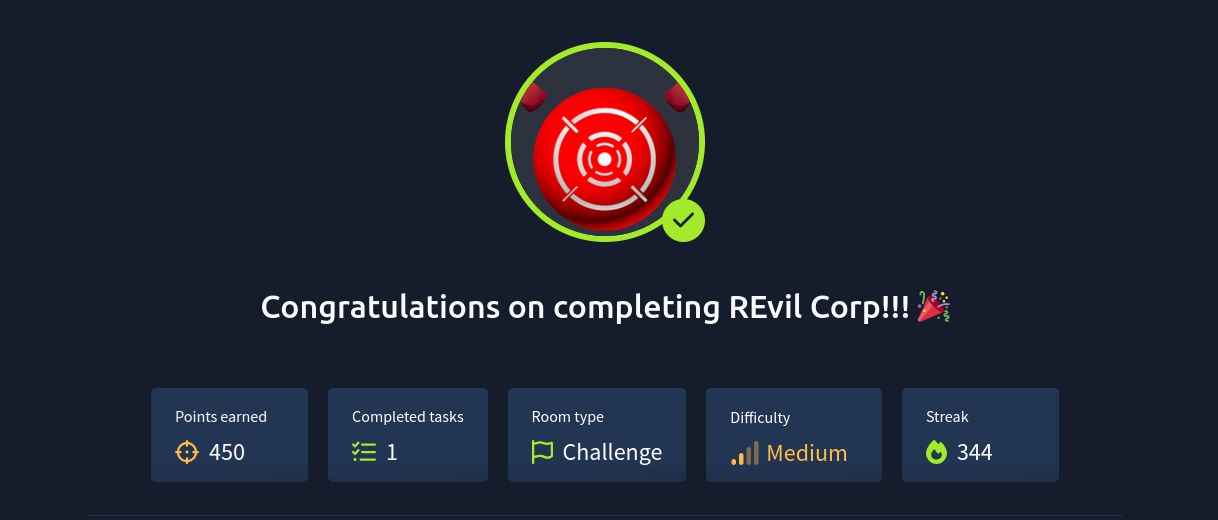 Congratulations on completing REvil Corp!!! 🎉
Points earned
450
Completed tasks
1
Room type
Challenge
Difficulty
Medium
Streak
344